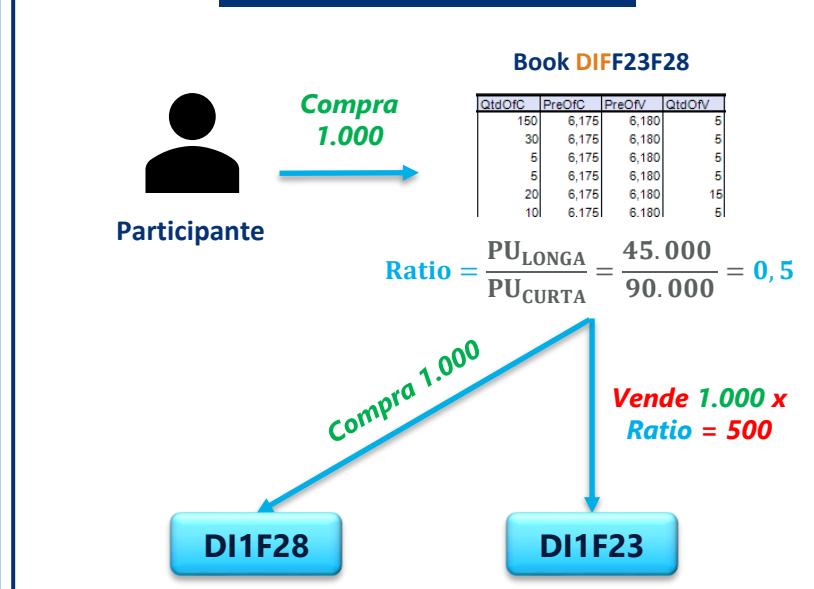 Book DIFF23F28
Compra
1.000
QtdOfC PreOfC PreOfV QtdOfV
150 6,175 6,180 5
30 6,175 6,180 5
5 6,175 6,180 5
5 6,175 6,180 5
20 6,175 6,180 15
10 6.175 6.180 5
Participante
Ratio = PU_LONGA / PU_CURTA = 45.000 / 90.000 = 0,5
Compra 1.000
Vende 1.000 x
Ratio = 500
DI1F28
DI1F23